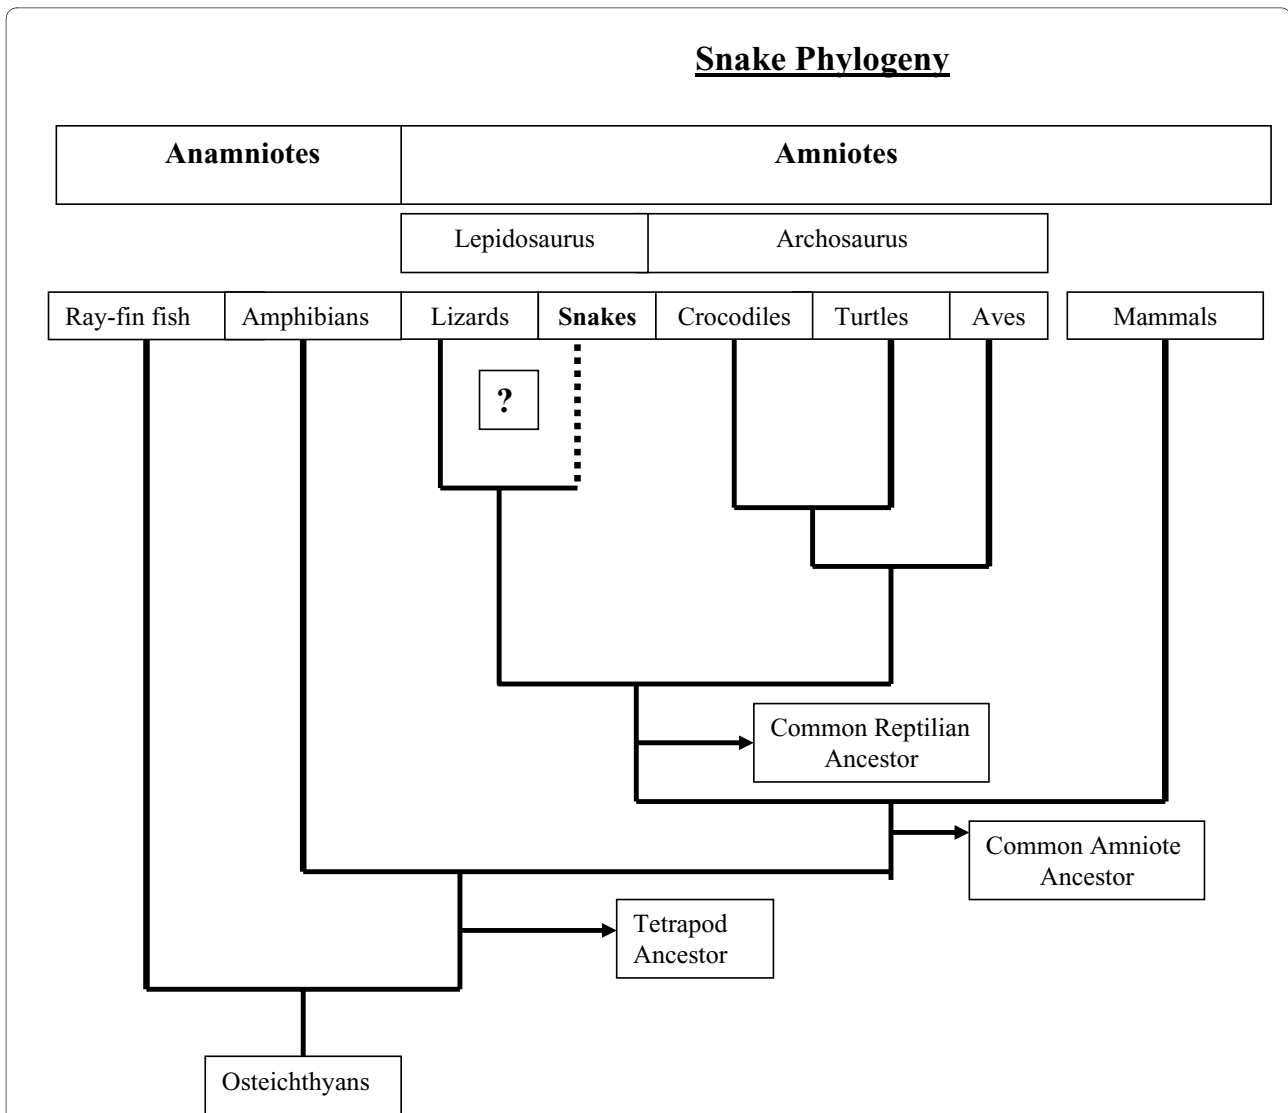 Snake Phylogeny
Anamniotes
Amniotes
Lepidosaurus
Archosaurus
Ray-fin fish
Amphibians
Lizards
Snakes
Crocodiles
Turtles
Aves
Mammals
?
Common Reptilian
Ancestor
Common Amniote
Ancestor
Tetrapod
Ancestor
Osteichthyans